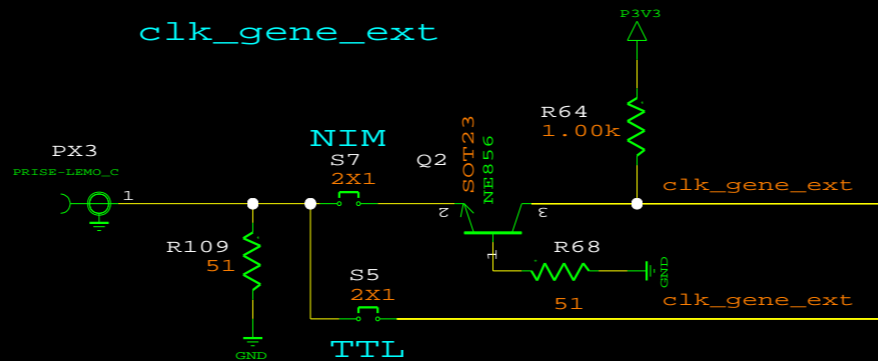 P3V3
clk_gene_ext
R64
1.00k
NIM
PX3
S7
Q2
SOT23
NE856
PRISE-LEMO_C
2X1
1
2
3
clk_gene_ext
R109
51
1
R68
GND
S5
2X1
51
clk_gene_ext
GND
TTL